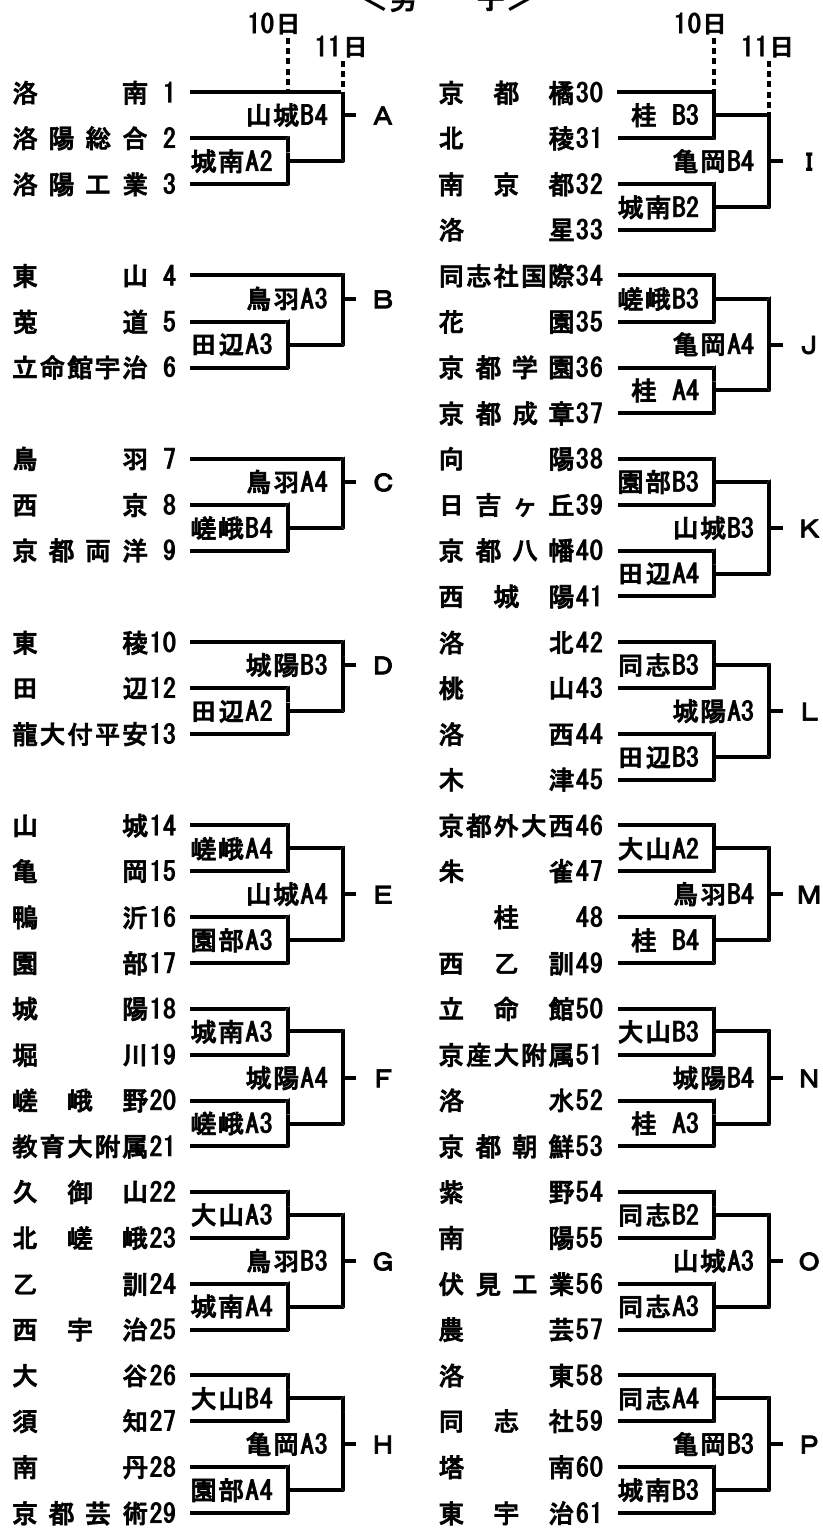 ＜男　子＞
10日
11日
洛南 1
山城B4
A
洛陽総合 2
城南A2
洛陽工業 3
東山 4
鳥羽A3
B
莵道 5
田辺A3
立命館宇治 6
鳥羽 7
鳥羽A4
C
西京 8
嵯峨B4
京都両洋 9
東稜10
城陽B3
D
田辺12
田辺A2
龍大付平安13
山城14
嵯峨A4
亀岡15
山城A4
E
鴨沂16
園部A3
園部17
城陽18
城南A3
堀川19
城陽A4
F
嵯峨野20
嵯峨A3
教育大附属21
久御山22
大山A3
北嵯峨23
鳥羽B3
G
乙訓24
城南A4
西宇治25
大谷26
大山B4
須知27
亀岡A3
H
南丹28
園部A4
京都芸術29
10日
11日
京都橘30
桂 B3
北稜31
亀岡B4
I
南京都32
城南B2
洛星33
同志社国際34
嵯峨B3
花園35
亀岡A4
J
京都学園36
桂 A4
京都成章37
向陽38
園部B3
日吉ヶ丘39
山城B3
K
京都八幡40
田辺A4
西城陽41
洛北42
同志B3
桃山43
城陽A3
L
洛西44
田辺B3
木津45
京都外大西46
大山A2
朱雀47
鳥羽B4
M
桂 48
桂 B4
西乙訓49
立命館50
大山B3
京産大附属51
城陽B4
N
洛水52
桂 A3
京都朝鮮53
紫野54
同志B2
南陽55
山城A3
O
伏見工業56
同志A3
農芸57
洛東58
同志A4
同志社59
亀岡B3
P
塔南60
城南B3
東宇治61